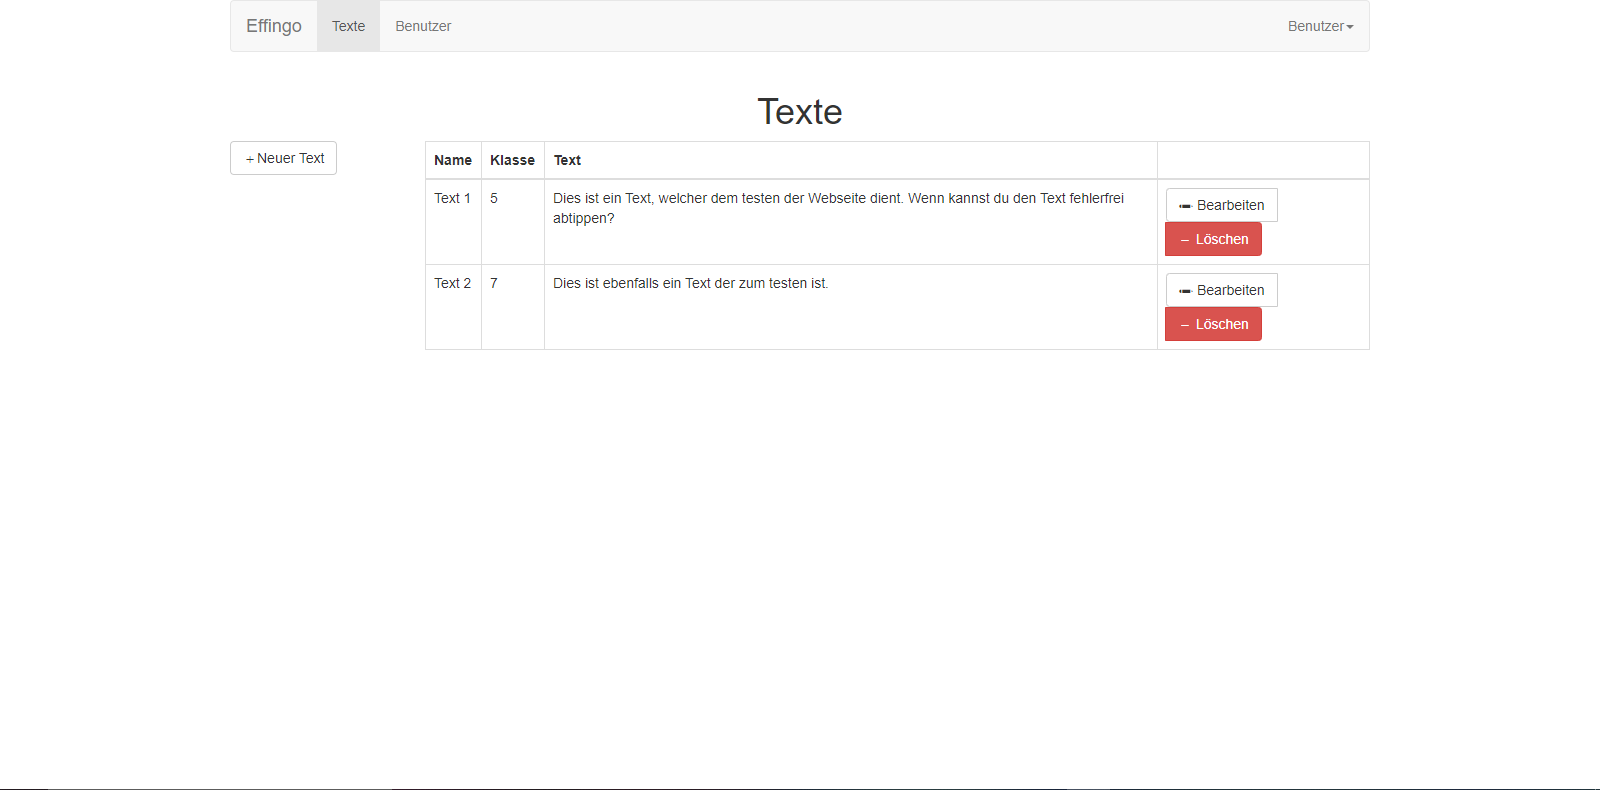 Effingo Texte Benutzer Benutzer
Texte
+ Neuer Text
Name Klasse Text
Text 1 5 Dies ist ein Text, welcher dem testen der Webseite dient. Wenn kannst du den Text fehlerfrei
abtippen?
Bearbeiten
– Löschen
Text 2 7 Dies ist ebenfalls ein Text der zum testen ist.
Bearbeiten
– Löschen